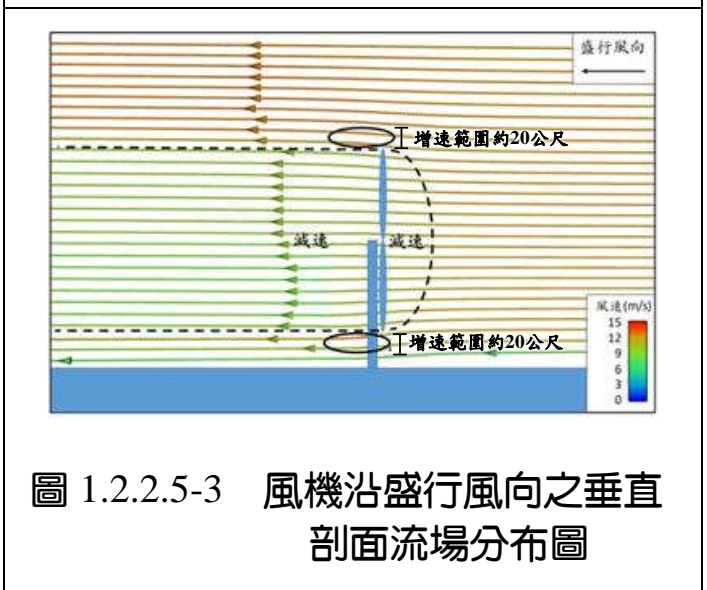 盛行風向
增速範圍約20公尺
減速 減速
增速範圍約20公尺
風速(m/s)
15
12
9
6
3
0
圖 1.2.2.5-3 風機沿盛行風向之垂直
剖面流場分布圖